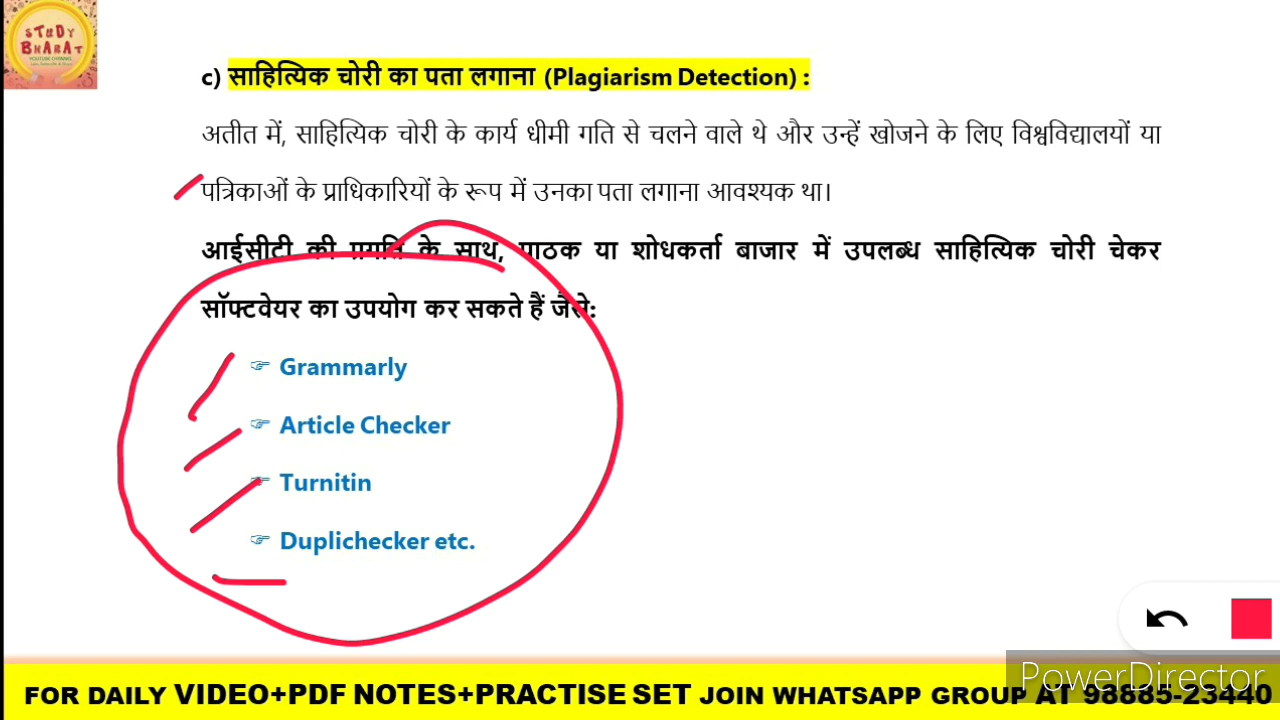 STUDY
BHARAT
YOUTUBE CHANNEL
c) साहित्यिक चोरी का पता लगाना (Plagiarism Detection) :
अतीत में, साहित्यिक चोरी के कार्य धीमी गति से चलने वाले थे और उन्हें खोजने के लिए विश्वविद्यालयों या
पत्रिकाओं के प्राधिकारियों के रूप में उनका पता लगाना आवश्यक था।
आईसीटी की प्रगति के साथ, पाठक या शोधकर्ता बाजार में उपलब्ध साहित्यिक चोरी चेकर
सॉफ्टवेयर का उपयोग कर सकते हैं जैसे:
☞ Grammarly
☞ Article Checker
☞ Turnitin
☞ Duplichecker etc.
PowerDirector
FOR DAILY VIDEO+PDF NOTES+PRACTISE SET JOIN WHATSAPP GROUP AT 98885-23440